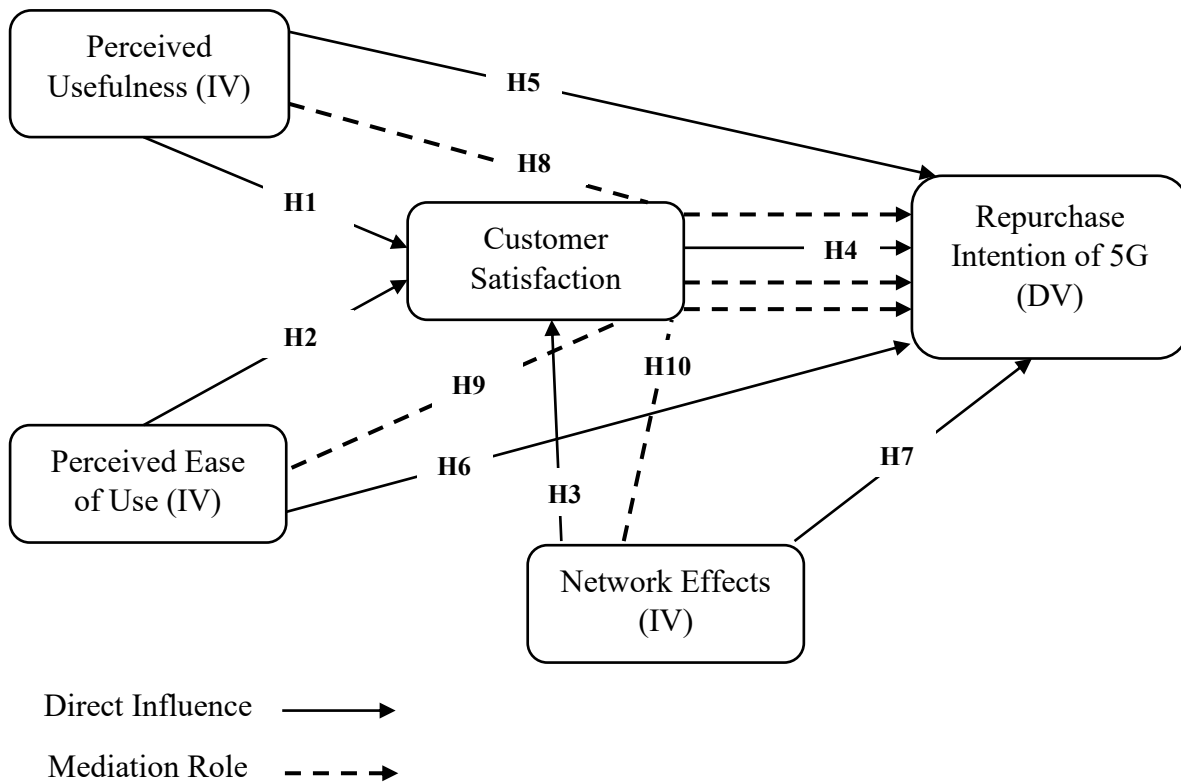 Perceived
Usefulness (IV)
H5
H8
H1
Customer
Satisfaction
H4
Repurchase
Intention of 5G
(DV)
H2
H9
H10
Perceived Ease
of Use (IV)
H6
H3
H7
Network Effects
(IV)
Direct Influence
Mediation Role